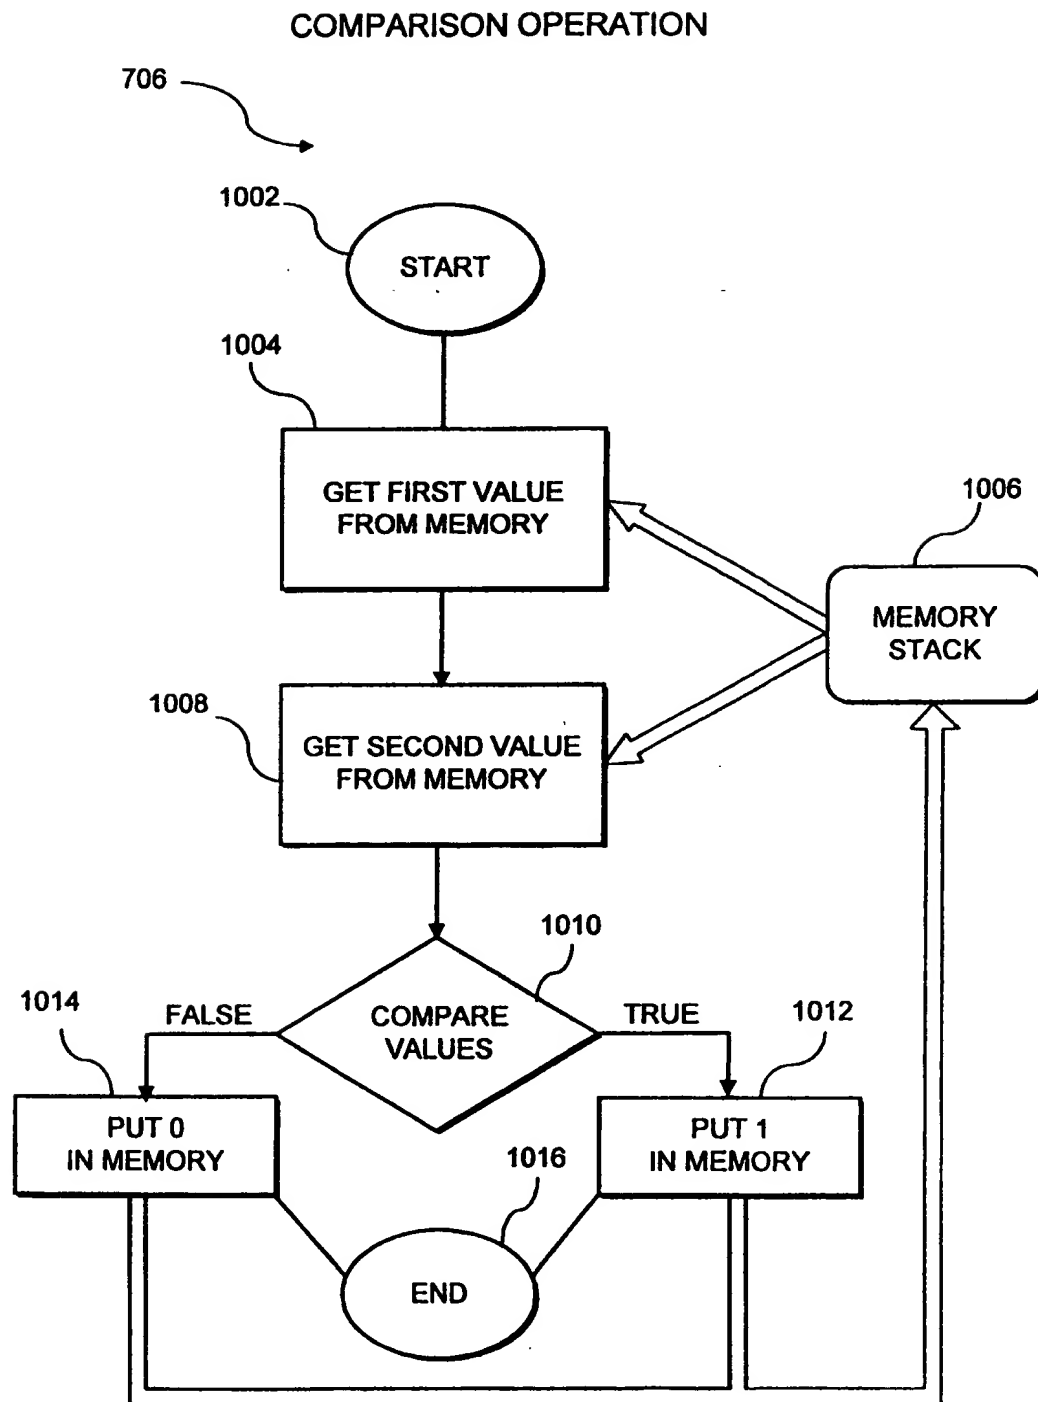 COMPARISON OPERATION
706
1002
START
1004
GET FIRST VALUE
FROM MEMORY
1006
MEMORY
STACK
1008
GET SECOND VALUE
FROM MEMORY
1010
COMPARE
VALUES
FALSE
TRUE
1014
PUT 0
IN MEMORY
1012
PUT 1
IN MEMORY
1016
END